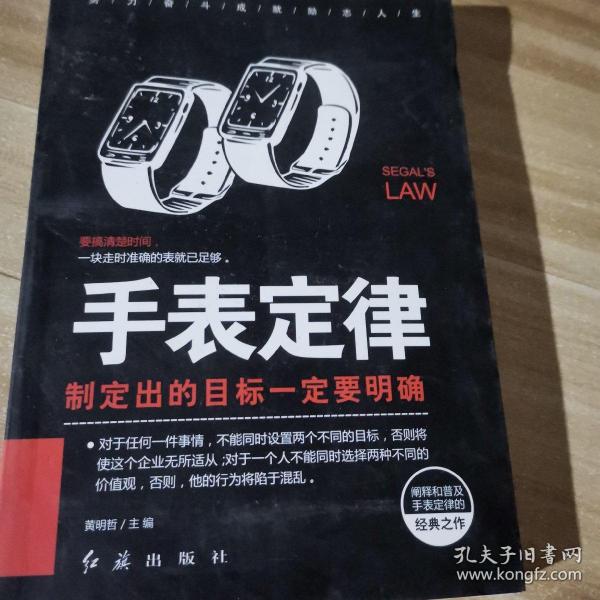 努/力/奋/斗/成/就/励/志/人/生
SEGAL'S
LAW
要搞清楚时间，
一块走时准确的表就已足够。
手表定律
制定出的目标一定要明确
●对于任何一件事情，不能同时设置两个不同的目标，否则将
使这个企业无所适从；对于一个人不能同时选择两种不同的
价值观，否则，他的行为将陷于混乱。
阐释和普及
手表定律的
经典之作
黄明哲/主编
红旗出版社
孔夫子旧书网
www.kongfz.com